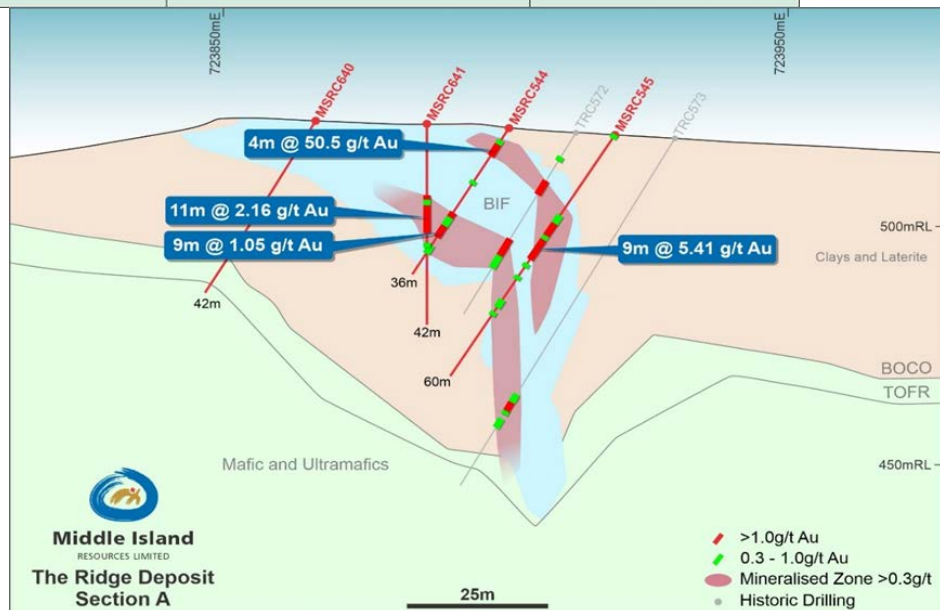 723850mE
723950mE
MSRC640
MSRC641
MSRC544
TRC572
MSRC545
TRC573
4m @ 50.5 g/t Au
BIF
11m @ 2.16 g/t Au
500mRL
9m @ 1.05 g/t Au
9m @ 5.41 g/t Au
Clays and Laterite
36m
42m
42m
60m
BOCO
TOFR
Mafic and Ultramafics
450mRL
Middle Island
RESOURCES LIMITED
The Ridge Deposit
Section A
25m
>1.0g/t Au
0.3 - 1.0g/t Au
Mineralised Zone >0.3g/t
Historic Drilling